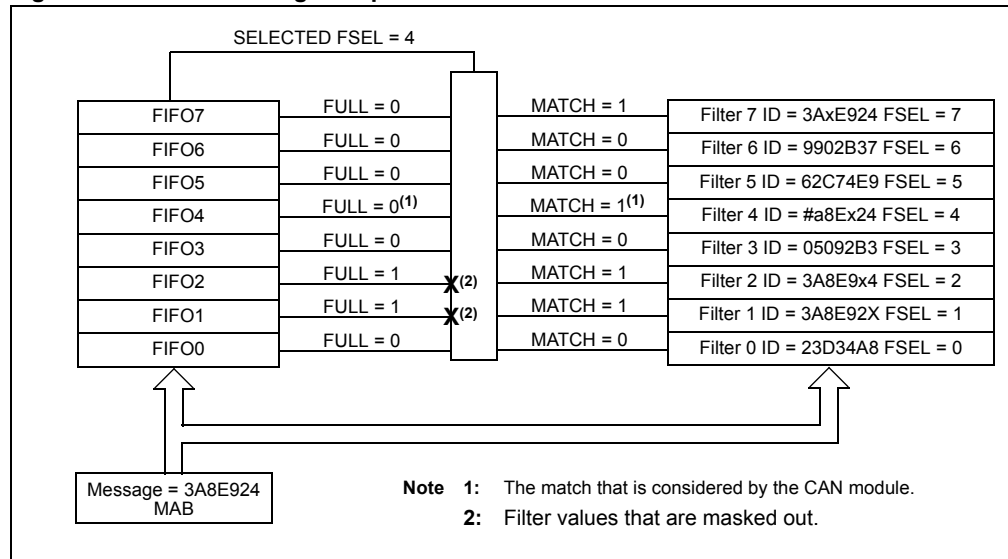 SELECTED FSEL = 4
FIFO7 FULL = 0 MATCH = 1 Filter 7 ID = 3AxE924 FSEL = 7
FIFO6 FULL = 0 MATCH = 0 Filter 6 ID = 9902B37 FSEL = 6
FIFO5 FULL = 0 MATCH = 0 Filter 5 ID = 62C74E9 FSEL = 5
FIFO4 FULL = 0(1) MATCH = 1(1) Filter 4 ID = #a8Ex24 FSEL = 4
FIFO3 FULL = 0 MATCH = 0 Filter 3 ID = 05092B3 FSEL = 3
FIFO2 FULL = 1 X(2) MATCH = 1 Filter 2 ID = 3A8E9x4 FSEL = 2
FIFO1 FULL = 1 X(2) MATCH = 1 Filter 1 ID = 3A8E92X FSEL = 1
FIFO0 FULL = 0 MATCH = 0 Filter 0 ID = 23D34A8 FSEL = 0
Message = 3A8E924
MAB
Note 1: The match that is considered by the CAN module.
2: Filter values that are masked out.